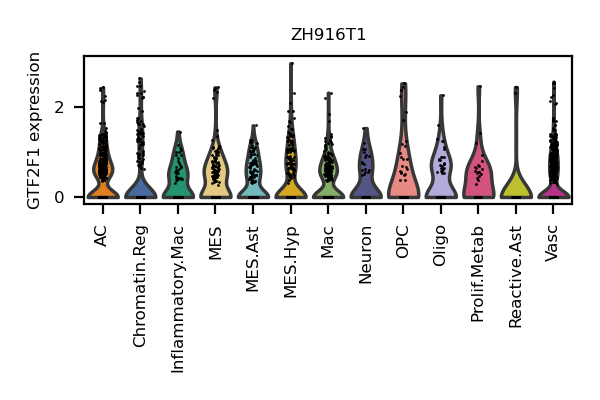 ZH916T1
GTF2F1 expression
2
0
AC
Chromatin.Reg
Inflammatory.Mac
MES
MES.Ast
MES.Hyp
Mac
Neuron
OPC
Oligo
Prolif.Metab
Reactive.Ast
Vasc